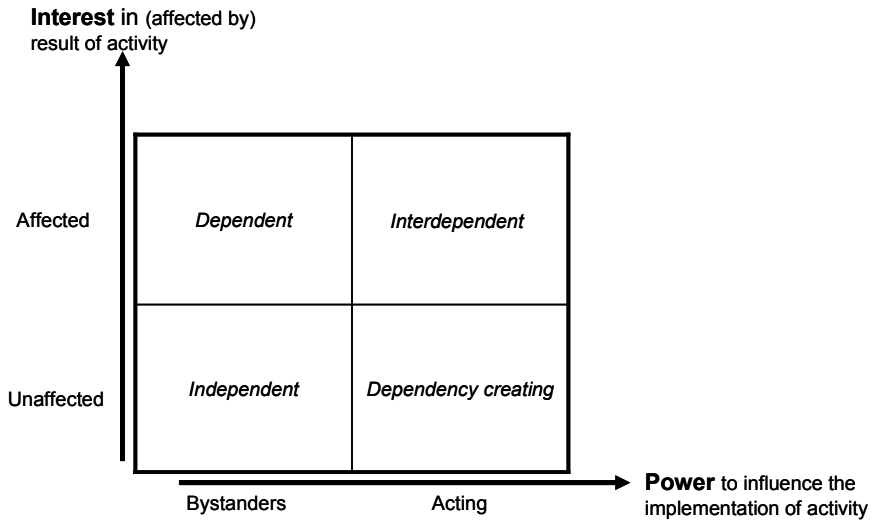 Interest in (affected by)
result of activity
Affected
Dependent
Interdependent
Unaffected
Independent
Dependency creating
Bystanders
Acting
Power to influence the
implementation of activity